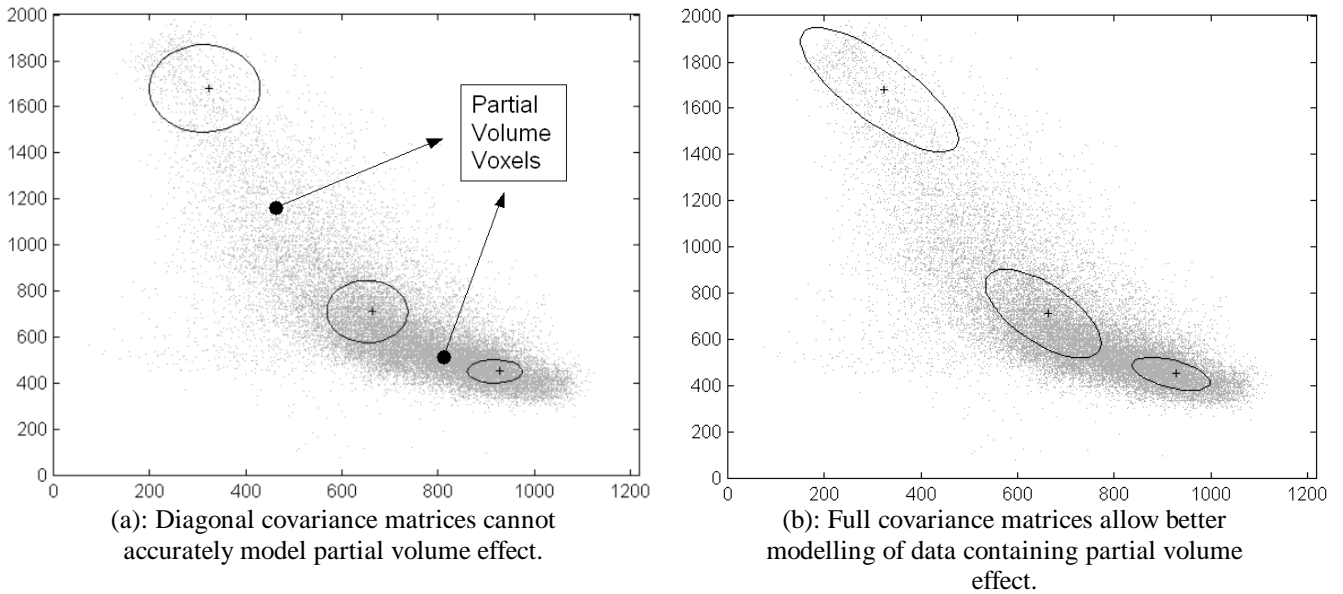 2000
1800
1600
1400
1200
1000
800
600
400
200
0
0 200 400 600 800 1000 1200
Partial
Volume
Voxels
(a): Diagonal covariance matrices cannot
accurately model partial volume effect.
2000
1800
1600
1400
1200
1000
800
600
400
200
0
0 200 400 600 800 1000 1200
(b): Full covariance matrices allow better
modelling of data containing partial volume
effect.